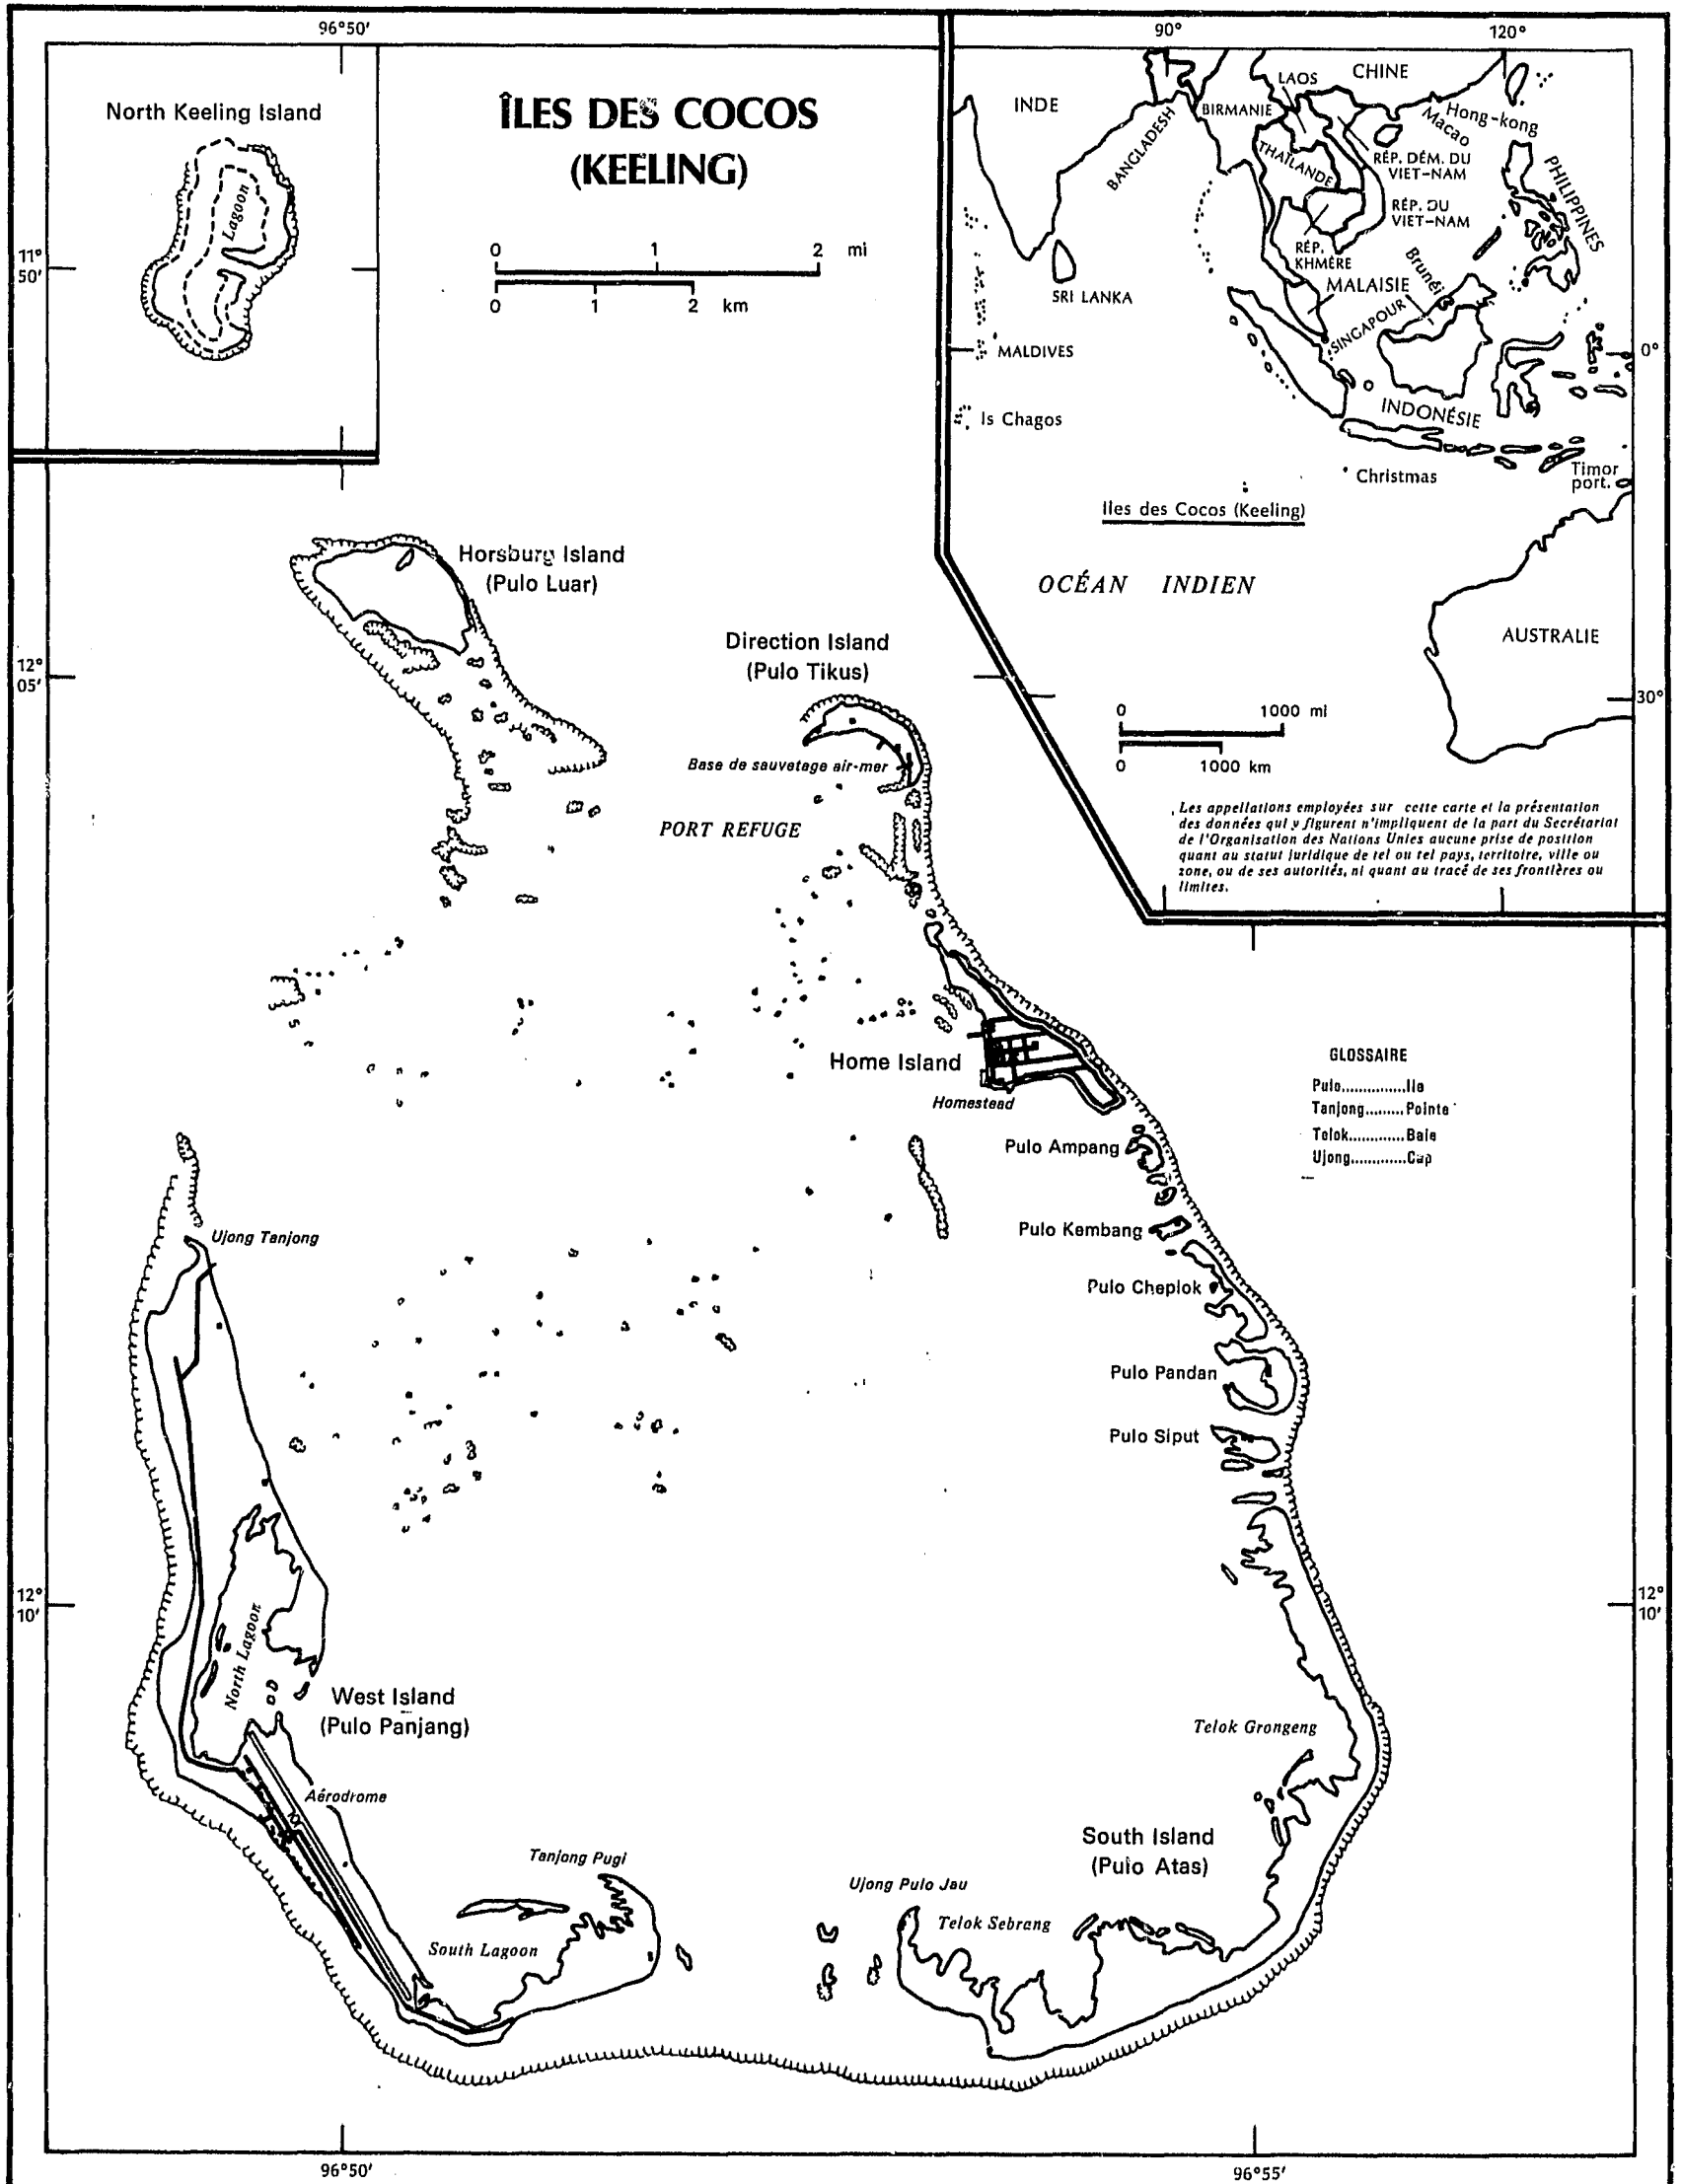 96°50'
90°
120°
North Keeling Island
Lagoon
11°
50'
ÎLES DES COCOS
(KEELING)
0 1 2 mi
0 1 2 km
INDE
BANGLADESH
BIRMANIE
LAOS
CHINE
Hong-kong
Macao
THAÏLANDE
RÉP. DÉM. DU
VIET-NAM
RÉP. DU
VIET-NAM
RÉP.
KHMÈRE
PHILIPPINES
SRI LANKA
MALAISIE
Brunéi
SINGAPOUR
MALDIVES
0°
Is Chagos
INDONÉSIE
Christmas
Timor
port.
Iles des Cocos (Keeling)
OCÉAN INDIEN
AUSTRALIE
30°
0 1000 mi
0 1000 km
Les appellations employées sur cette carte et la présentation
des données qui y figurent n'impliquent de la part du Secrétariat
de l'Organisation des Nations Unies aucune prise de position
quant au statut juridique de tel ou tel pays, territoire, ville ou
zone, ou de ses autorités, ni quant au tracé de ses frontières ou
limites.
Horsburg Island
(Pulo Luar)
12°
05'
Direction Island
(Pulo Tikus)
Base de sauvetage air-mer
PORT REFUGE
Home Island
Homestead
GLOSSAIRE
Pulo...............Ile
Tanjong.........Pointe
Telok.............Baie
Ujong.............Cap
Pulo Ampang
Pulo Kembang
Pulo Cheplok
Pulo Pandan
Pulo Siput
Ujong Tanjong
12°
10'
12°
10'
North Lagoon
West Island
(Pulo Panjang)
Aérodrome
Telok Grongeng
South Island
(Pulo Atas)
Tanjong Pugi
South Lagoon
Ujong Pulo Jau
Telok Sebrang
96°50'
96°55'